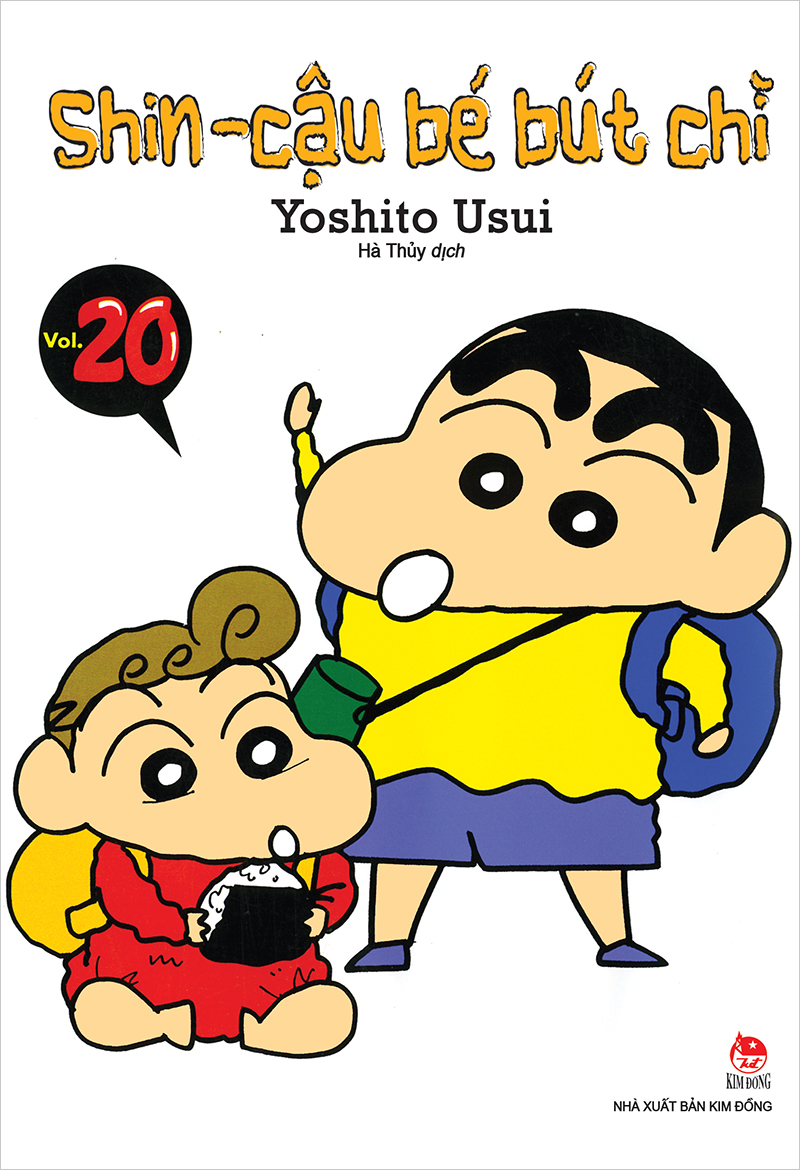 Shin-cậu bé bút chì
Yoshito Usui
Hà Thủy dịch
Vol. 20
KIM ĐỒNG
NHÀ XUẤT BẢN KIM ĐỒNG